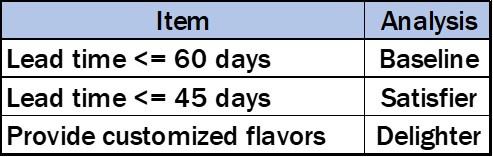 Item Analysis
Lead time <= 60 days Baseline
Lead time <= 45 days Satisfier
Provide customized flavors Delighter